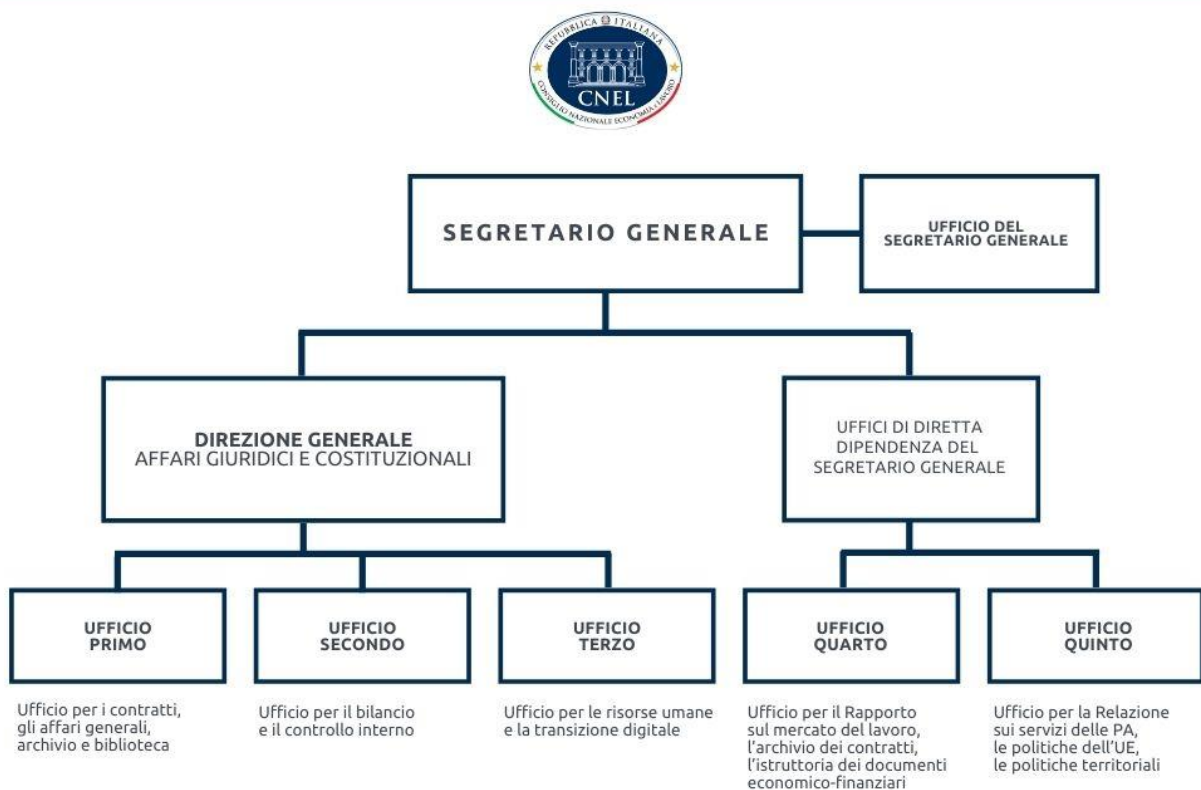 REPUBBLICA ITALIANA
CNEL
CONSIGLIO NAZIONALE ECONOMIA e LAVORO
SEGRETARIO GENERALE
UFFICIO DEL
SEGRETARIO GENERALE
DIREZIONE GENERALE
AFFARI GIURIDICI E COSTITUZIONALI
UFFICI DI DIRETTA
DIPENDENZA DEL
SEGRETARIO GENERALE
UFFICIO
PRIMO
Ufficio per i contratti,
gli affari generali,
archivio e biblioteca
UFFICIO
SECONDO
Ufficio per il bilancio
e il controllo interno
UFFICIO
TERZO
Ufficio per le risorse umane
e la transizione digitale
UFFICIO
QUARTO
Ufficio per il Rapporto
sul mercato del lavoro,
l'archivio dei contratti,
l'istruttoria dei documenti
economico-finanziari
UFFICIO
QUINTO
Ufficio per la Relazione
sui servizi delle PA,
le politiche dell'UE,
le politiche territoriali